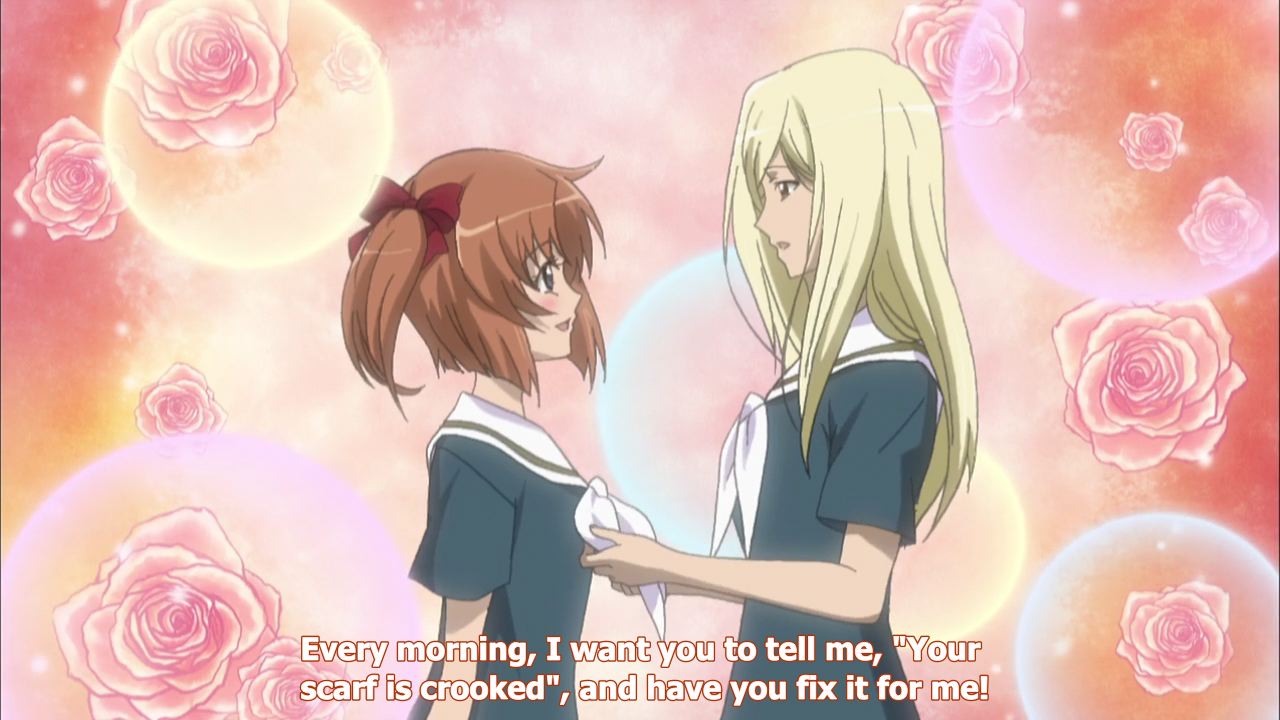 Every morning, I want you to tell me, "Your
scarf is crooked", and have you fix it for me!